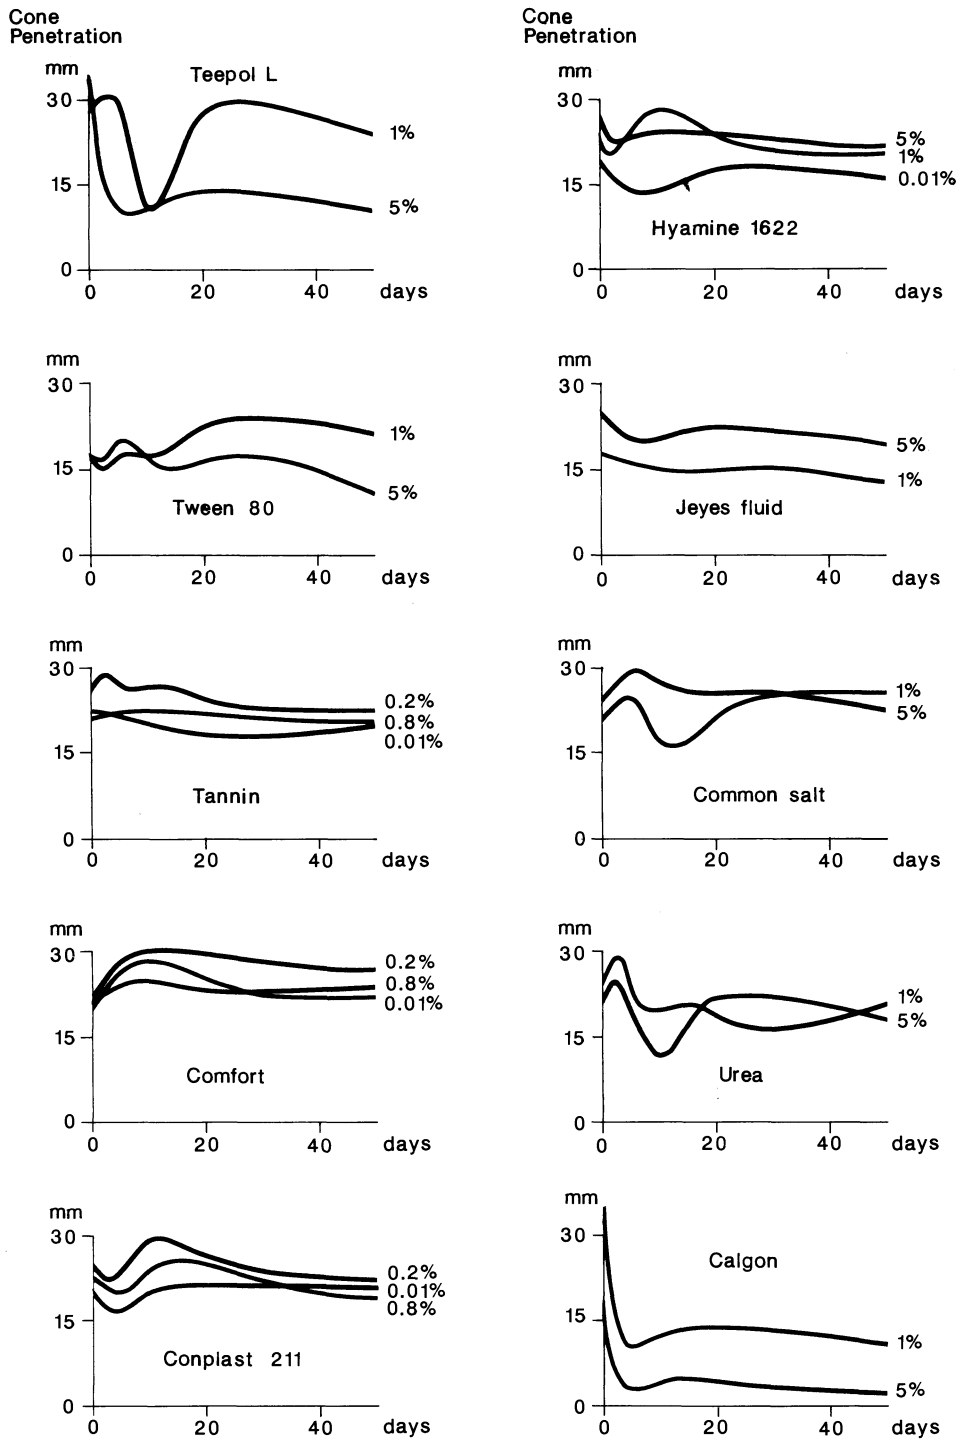 Cone
Penetration
mm
Teepol L
30
1%
15
5%
0
0 20 40 days
Cone
Penetration
mm
30
5%
1%
15
0.01%
Hyamine 1622
0
0 20 40 days
mm
30
1%
15
5%
Tween 80
0
0 20 40 days
mm
30
5%
15
1%
Jeyes fluid
0
0 20 40 days
mm
30
0.2%
0.8%
0.01%
15
Tannin
0
0 20 40 days
mm
30
1%
5%
15
Common salt
0
0 20 40 days
mm
30
0.2%
0.8%
0.01%
15
Comfort
0
0 20 40 days
mm
30
1%
5%
15
Urea
0
0 20 40 days
mm
30
0.2%
0.01%
0.8%
15
Conplast 211
0
0 20 40 days
mm
30
Calgon
15
1%
5%
0
0 20 40 days